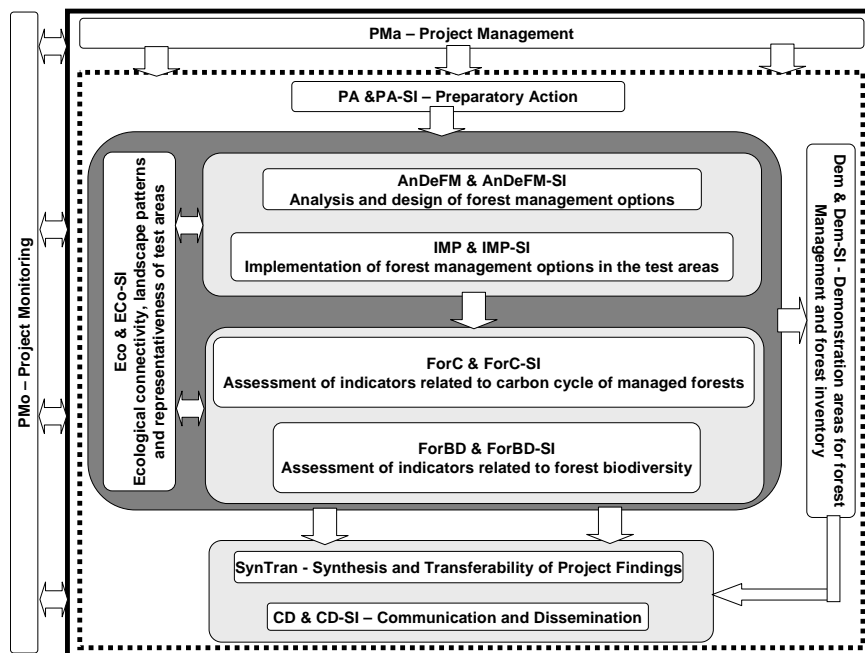 PMa – Project Management
PA &PA-SI – Preparatory Action
AnDeFM & AnDeFM-SI
Analysis and design of forest management options
IMP & IMP-SI
Implementation of forest management options in the test areas
Eco & ECo-SI
Ecological connectivity, landscape patterns
and representativeness of test areas
ForC & ForC-SI
Assessment of indicators related to carbon cycle of managed forests
ForBD & ForBD-SI
Assessment of indicators related to forest biodiversity
Dem & Dem-SI - Demonstration areas for forest
Management and forest inventory
SynTran - Synthesis and Transferability of Project Findings
CD & CD-SI – Communication and Dissemination
PMo – Project Monitoring